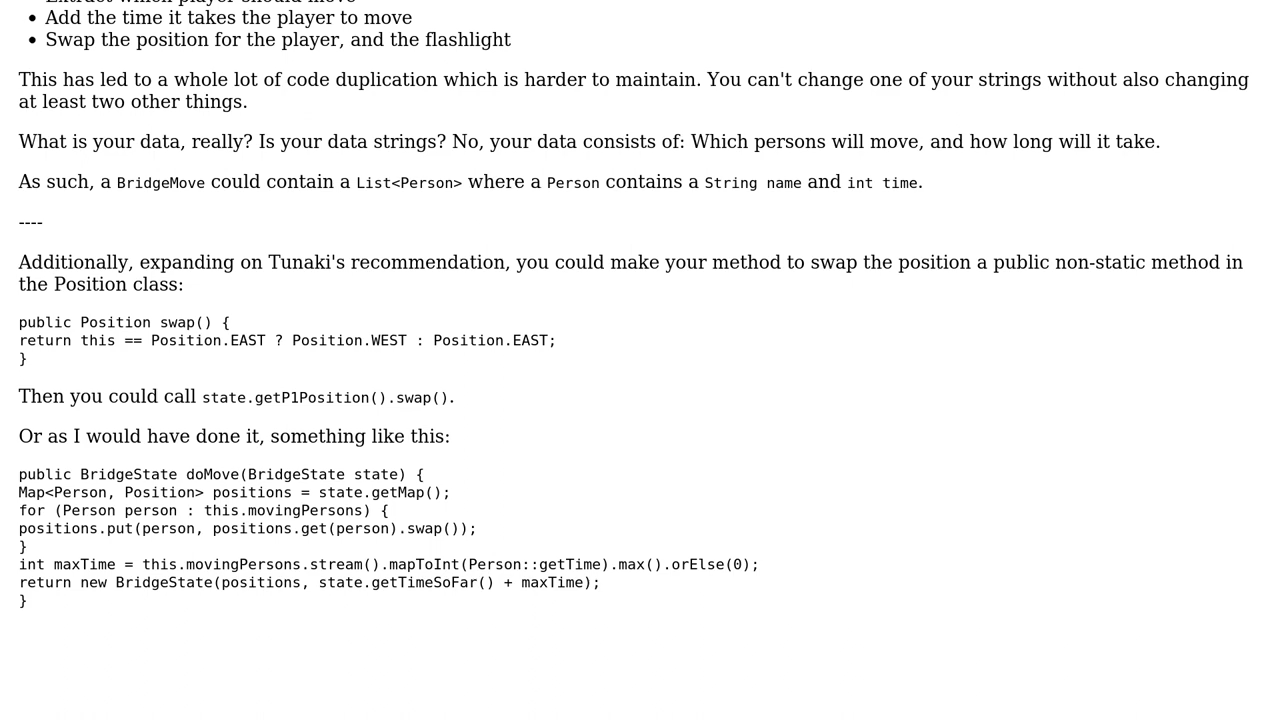 Extract which player should move
Add the time it takes the player to move
Swap the position for the player, and the flashlight
This has led to a whole lot of code duplication which is harder to maintain. You can't change one of your strings without also changing
at least two other things.
What is your data, really? Is your data strings? No, your data consists of: Which persons will move, and how long will it take.
As such, a BridgeMove could contain a List<Person> where a Person contains a String name and int time.
----
Additionally, expanding on Tunaki's recommendation, you could make your method to swap the position a public non-static method in
the Position class:
public Position swap() {
return this == Position.EAST ? Position.WEST : Position.EAST;
}
Then you could call state.getP1Position().swap().
Or as I would have done it, something like this:
public BridgeState doMove(BridgeState state) {
Map<Person, Position> positions = state.getMap();
for (Person person : this.movingPersons) {
positions.put(person, positions.get(person).swap());
}
int maxTime = this.movingPersons.stream().mapToInt(Person::getTime).max().orElse(0);
return new BridgeState(positions, state.getTimeSoFar() + maxTime);
}